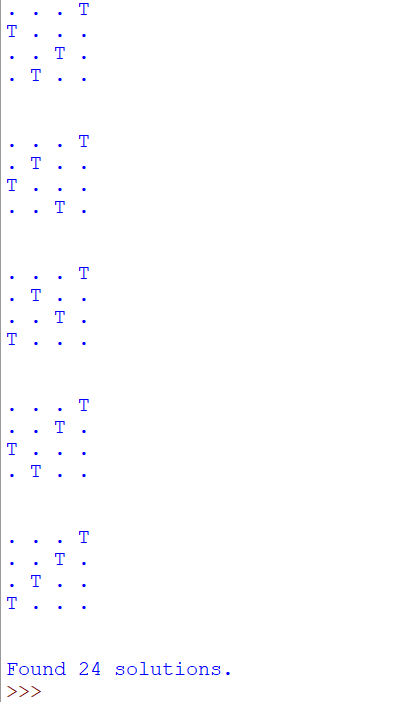 . . . T
T . . .
. . T .
. T . .
. . . T
. T . .
T . . .
. . T .
. . . T
. T . .
. . T .
T . . .
. . . T
. . T .
T . . .
. T . .
. . . T
. . T .
. T . .
T . . .
Found 24 solutions.
>>>